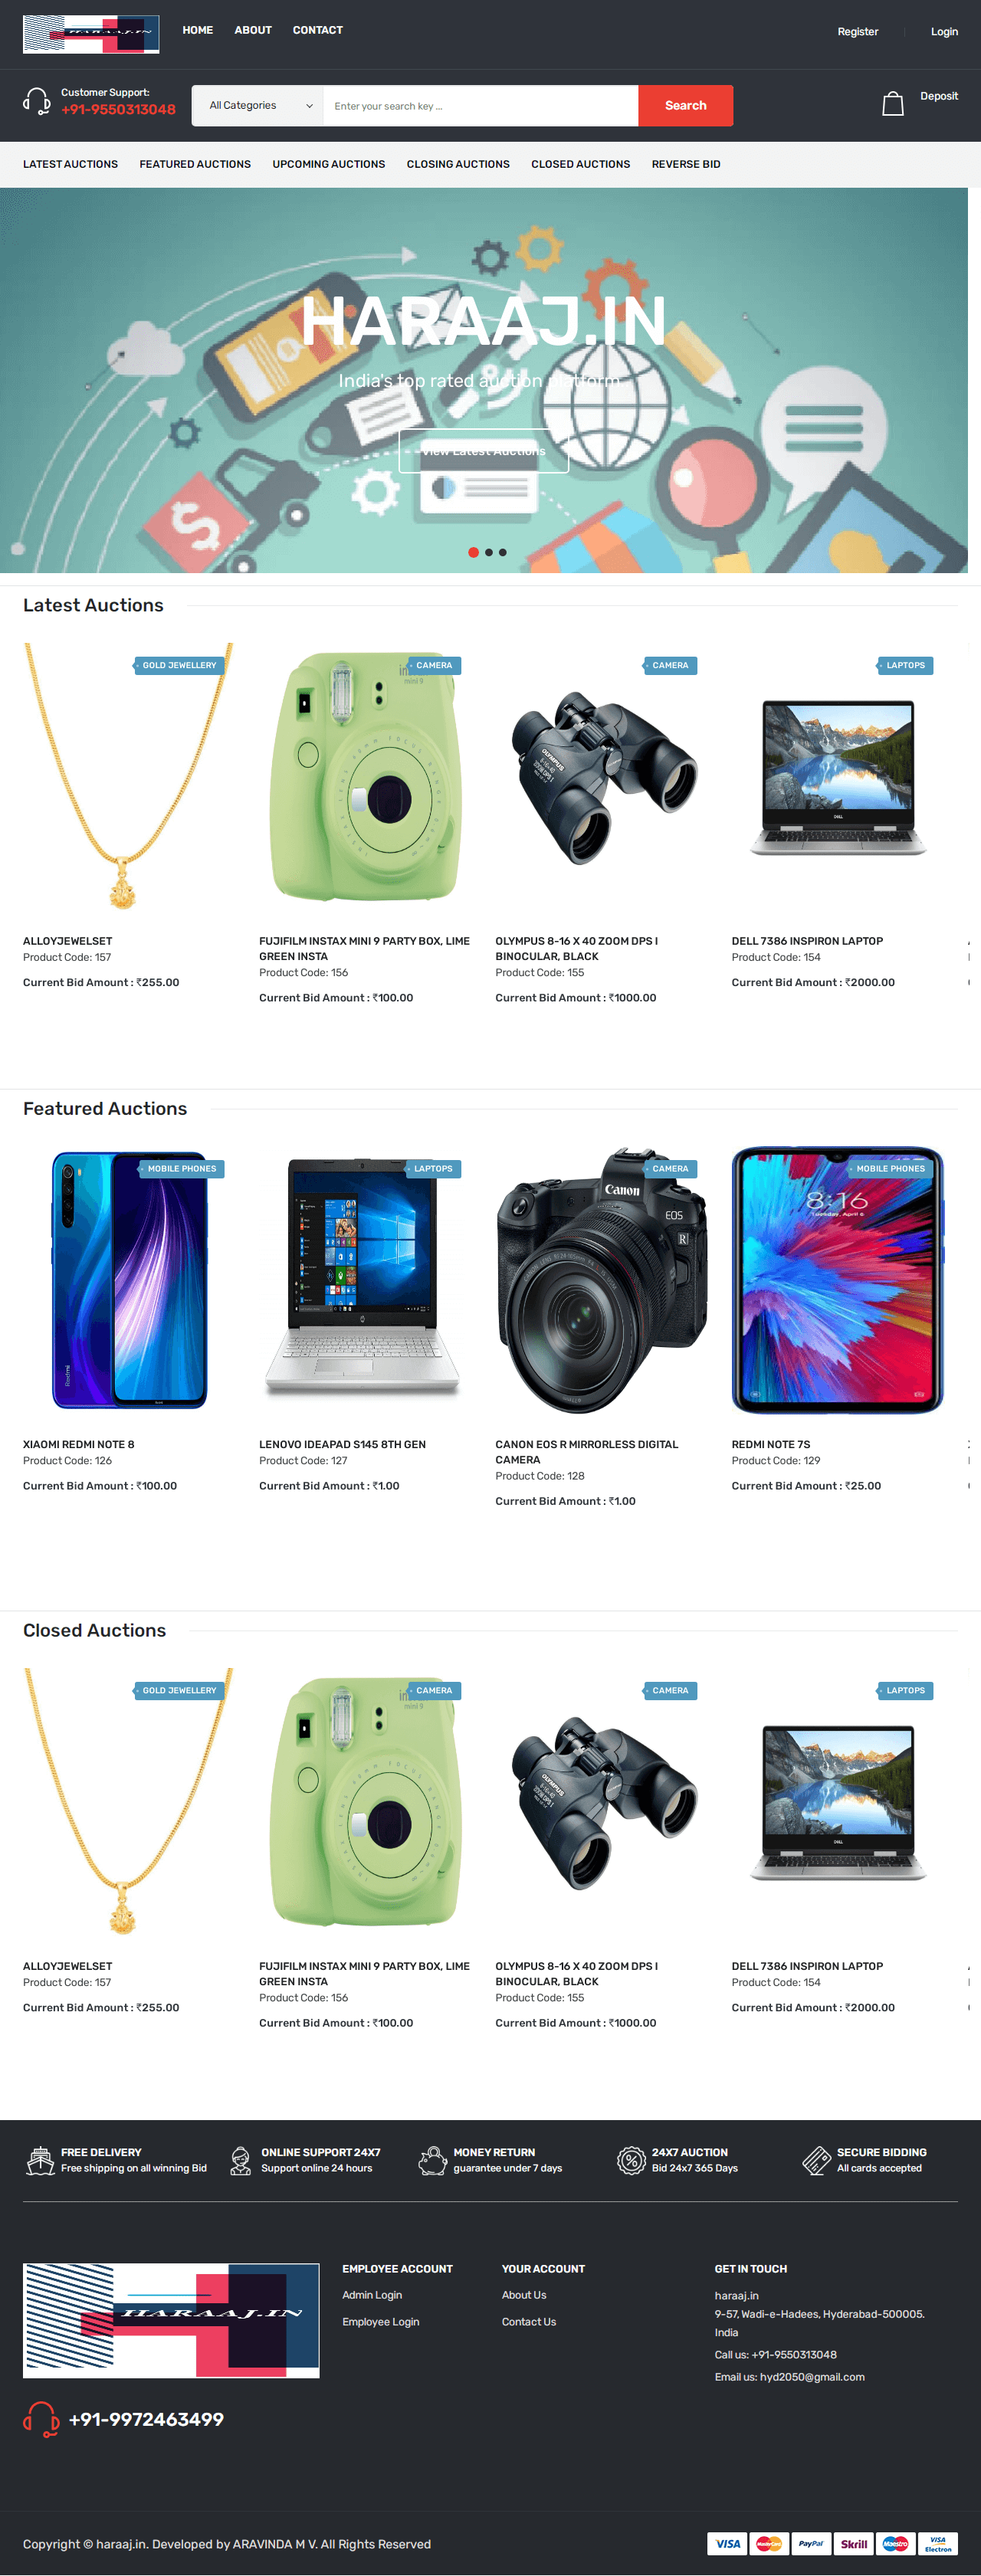 HARAAJ.IN
HOME ABOUT CONTACT
Register Login
Customer Support:
+91-9550313048
All Categories
Enter your search key ...
Search
Deposit
LATEST AUCTIONS FEATURED AUCTIONS UPCOMING AUCTIONS CLOSING AUCTIONS CLOSED AUCTIONS REVERSE BID
HARAAJ.IN
India's top rated auction platform
View Latest Auctions
Latest Auctions
GOLD JEWELLERY
ALLOYJEWELSET
Product Code: 157
Current Bid Amount : ₹255.00
CAMERA
FUJIFILM INSTAX MINI 9 PARTY BOX, LIME
GREEN INSTA
Product Code: 156
Current Bid Amount : ₹100.00
CAMERA
OLYMPUS 8-16 X 40 ZOOM DPS I
BINOCULAR, BLACK
Product Code: 155
Current Bid Amount : ₹1000.00
LAPTOPS
DELL 7386 INSPIRON LAPTOP
Product Code: 154
Current Bid Amount : ₹2000.00
Featured Auctions
MOBILE PHONES
Redmi
XIAOMI REDMI NOTE 8
Product Code: 126
Current Bid Amount : ₹100.00
LAPTOPS
LENOVO IDEAPAD S145 8TH GEN
Product Code: 127
Current Bid Amount : ₹1.00
CAMERA
Canon
EOS
R
CANON EOS R MIRRORLESS DIGITAL
CAMERA
Product Code: 128
Current Bid Amount : ₹1.00
MOBILE PHONES
8:16
Tuesday, April 6
REDMI NOTE 7S
Product Code: 129
Current Bid Amount : ₹25.00
Closed Auctions
GOLD JEWELLERY
ALLOYJEWELSET
Product Code: 157
Current Bid Amount : ₹255.00
CAMERA
FUJIFILM INSTAX MINI 9 PARTY BOX, LIME
GREEN INSTA
Product Code: 156
Current Bid Amount : ₹100.00
CAMERA
OLYMPUS 8-16 X 40 ZOOM DPS I
BINOCULAR, BLACK
Product Code: 155
Current Bid Amount : ₹1000.00
LAPTOPS
DELL 7386 INSPIRON LAPTOP
Product Code: 154
Current Bid Amount : ₹2000.00
FREE DELIVERY
Free shipping on all winning Bid
ONLINE SUPPORT 24X7
Support online 24 hours
MONEY RETURN
guarantee under 7 days
24X7 AUCTION
Bid 24x7 365 Days
SECURE BIDDING
All cards accepted
HARAAJ.IN
+91-9972463499
EMPLOYEE ACCOUNT
Admin Login
Employee Login
YOUR ACCOUNT
About Us
Contact Us
GET IN TOUCH
haraaj.in
9-57, Wadi-e-Hadees, Hyderabad-500005.
India
Call us: +91-9550313048
Email us: hyd2050@gmail.com
Copyright © haraaj.in. Developed by ARAVINDA M V. All Rights Reserved
VISA MasterCard PayPal Skrill Maestro VISA Electron